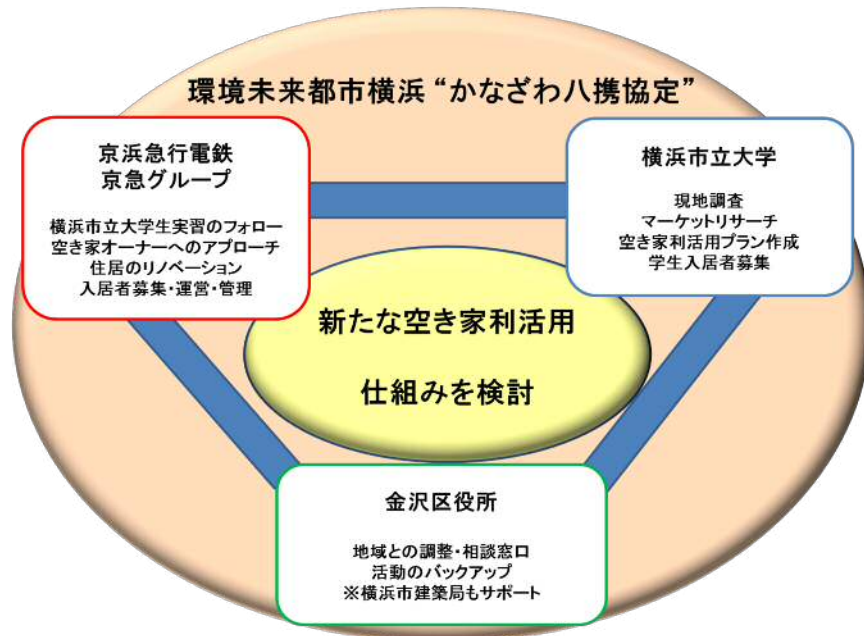 環境未来都市横浜 “かなざわ八携協定”
京浜急行電鉄
京急グループ
横浜市立大学生実習のフォロー
空き家オーナーへのアプローチ
住居のリノベーション
入居者募集・運営・管理
横浜市立大学
現地調査
マーケットリサーチ
空き家利活用プラン作成
学生入居者募集
新たな空き家利活用
仕組みを検討
金沢区役所
地域との調整・相談窓口
活動のバックアップ
※横浜市建築局もサポート